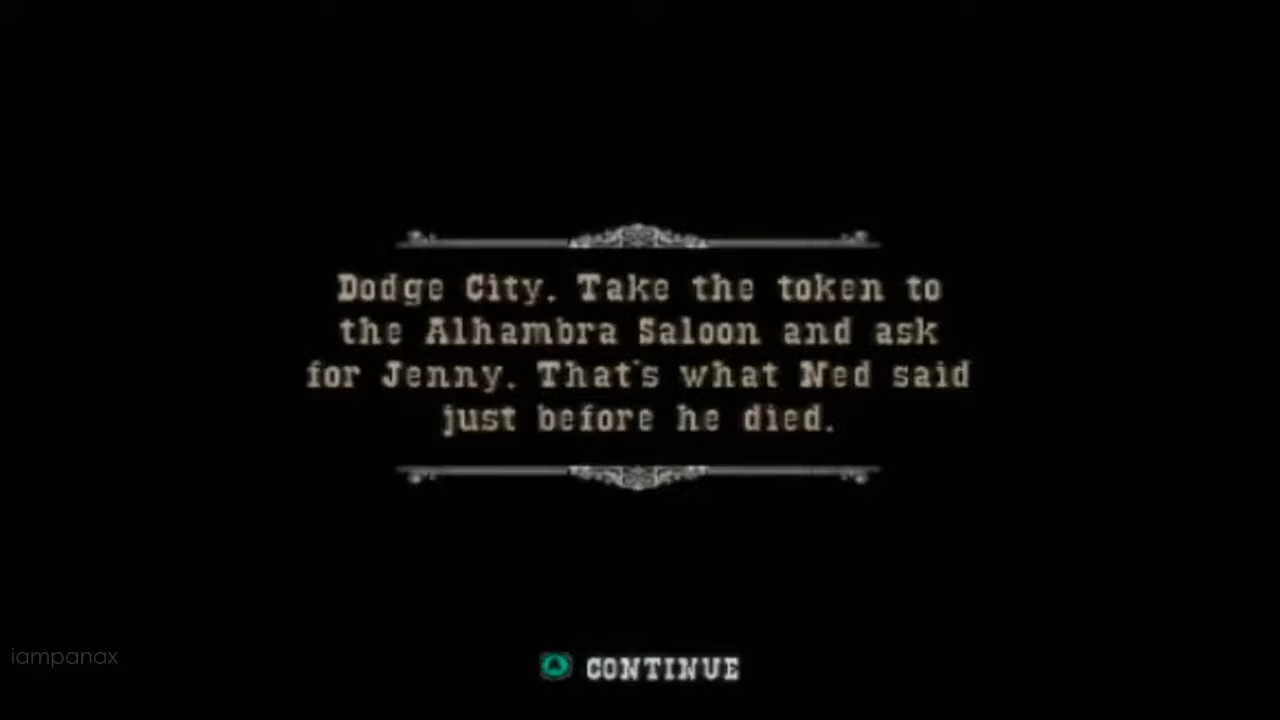 Dodge City. Take the token to
the Alhambra Saloon and ask
for Jenny. That's what Ned said
just before he died.
iampanax
CONTINUE